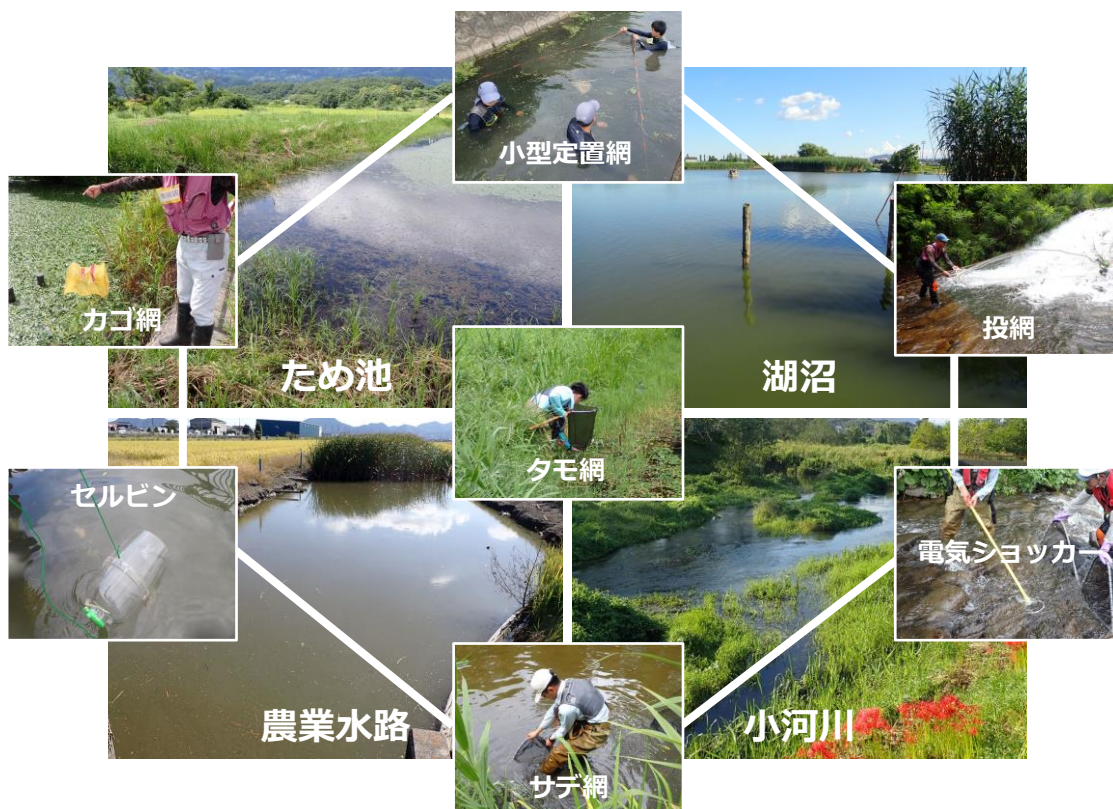 小型定置網
カゴ網
投網
ため池
湖沼
タモ網
セルビン
電気ショッカー
農業水路
小河川
サデ網